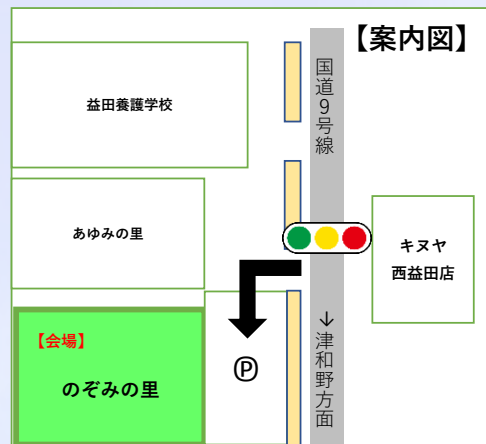 【案内図】
国道9号線
益田養護学校
あゆみの里
キヌヤ
西益田店
【会場】
のぞみの里
Ⓟ
↓津和野方面